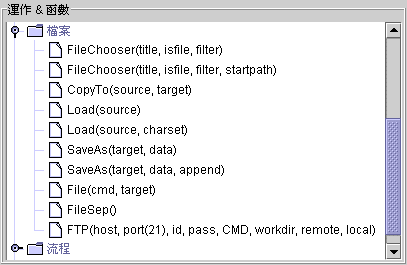 運作 & 函數
檔案
FileChooser(title, isfile, filter)
FileChooser(title, isfile, filter, startpath)
CopyTo(source, target)
Load(source)
Load(source, charset)
SaveAs(target, data)
SaveAs(target, data, append)
File(cmd, target)
FileSep()
FTP(host, port(21), id, pass, CMD, workdir, remote, local)
流程